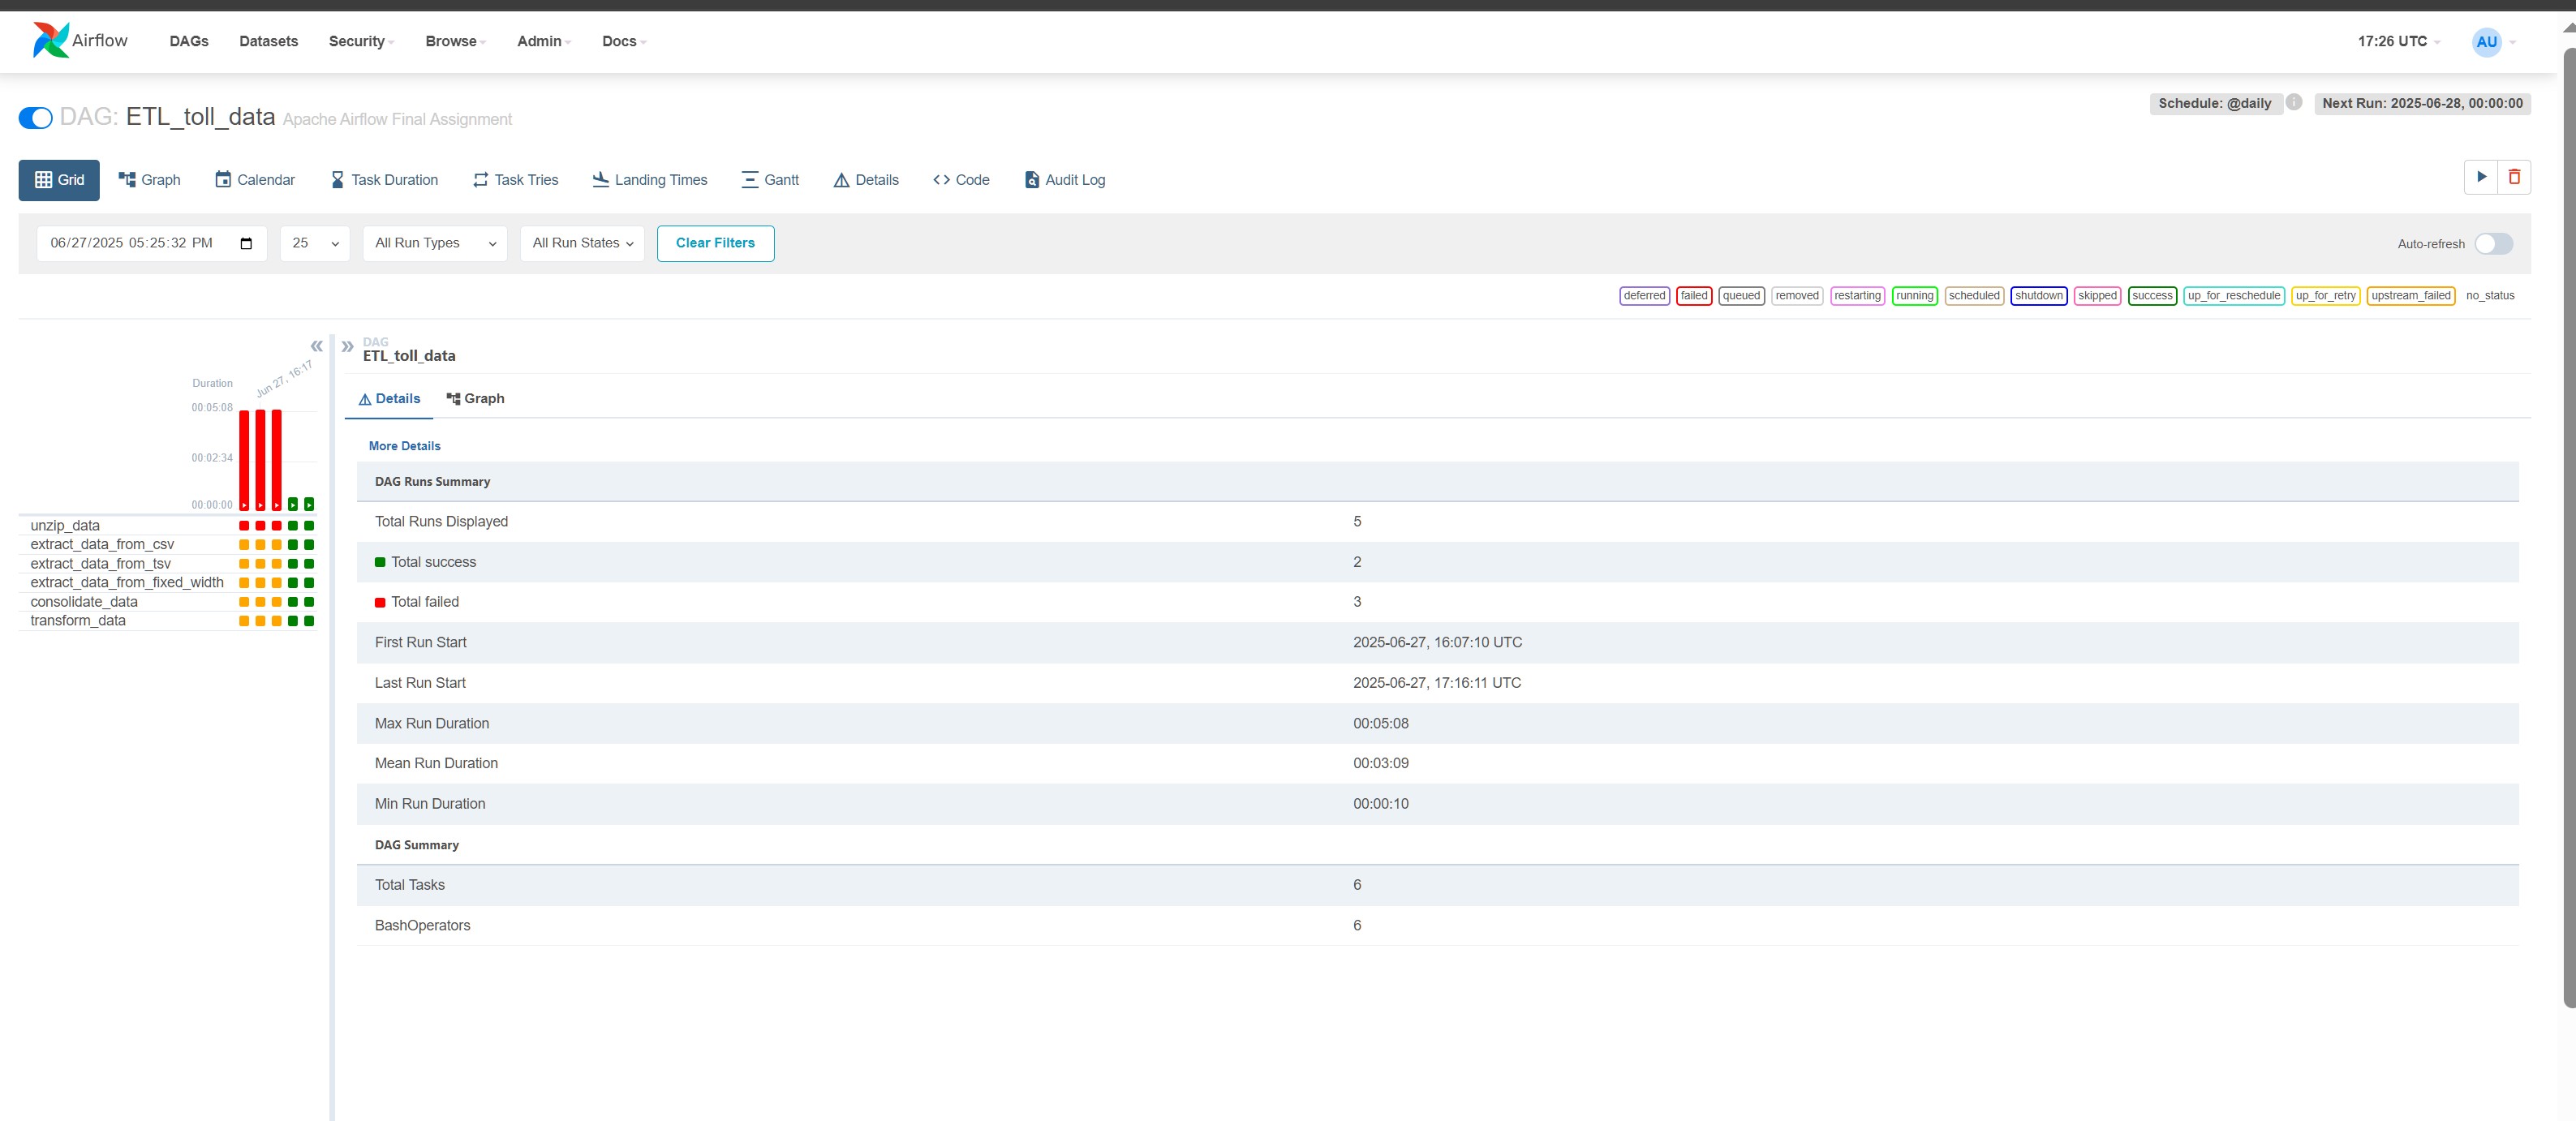 Airflow DAGs Datasets Security Browse Admin Docs 17:26 UTC AU
DAG: ETL_toll_data Apache Airflow Final Assignment Schedule: @daily Next Run: 2025-06-28, 00:00:00
Grid Graph Calendar Task Duration Task Tries Landing Times Gantt Details Code Audit Log
06/27/2025 05:25:32 PM 25 All Run Types All Run States Clear Filters Auto-refresh
deferred failed queued removed restarting running scheduled shutdown skipped success up_for_reschedule up_for_retry upstream_failed no_status
Duration
Jun 27, 16:17
00:05:08
00:02:34
00:00:00
unzip_data
extract_data_from_csv
extract_data_from_tsv
extract_data_from_fixed_width
consolidate_data
transform_data
DAG
ETL_toll_data
Details Graph
More Details
DAG Runs Summary
Total Runs Displayed 5
Total success 2
Total failed 3
First Run Start 2025-06-27, 16:07:10 UTC
Last Run Start 2025-06-27, 17:16:11 UTC
Max Run Duration 00:05:08
Mean Run Duration 00:03:09
Min Run Duration 00:00:10
DAG Summary
Total Tasks 6
BashOperators 6